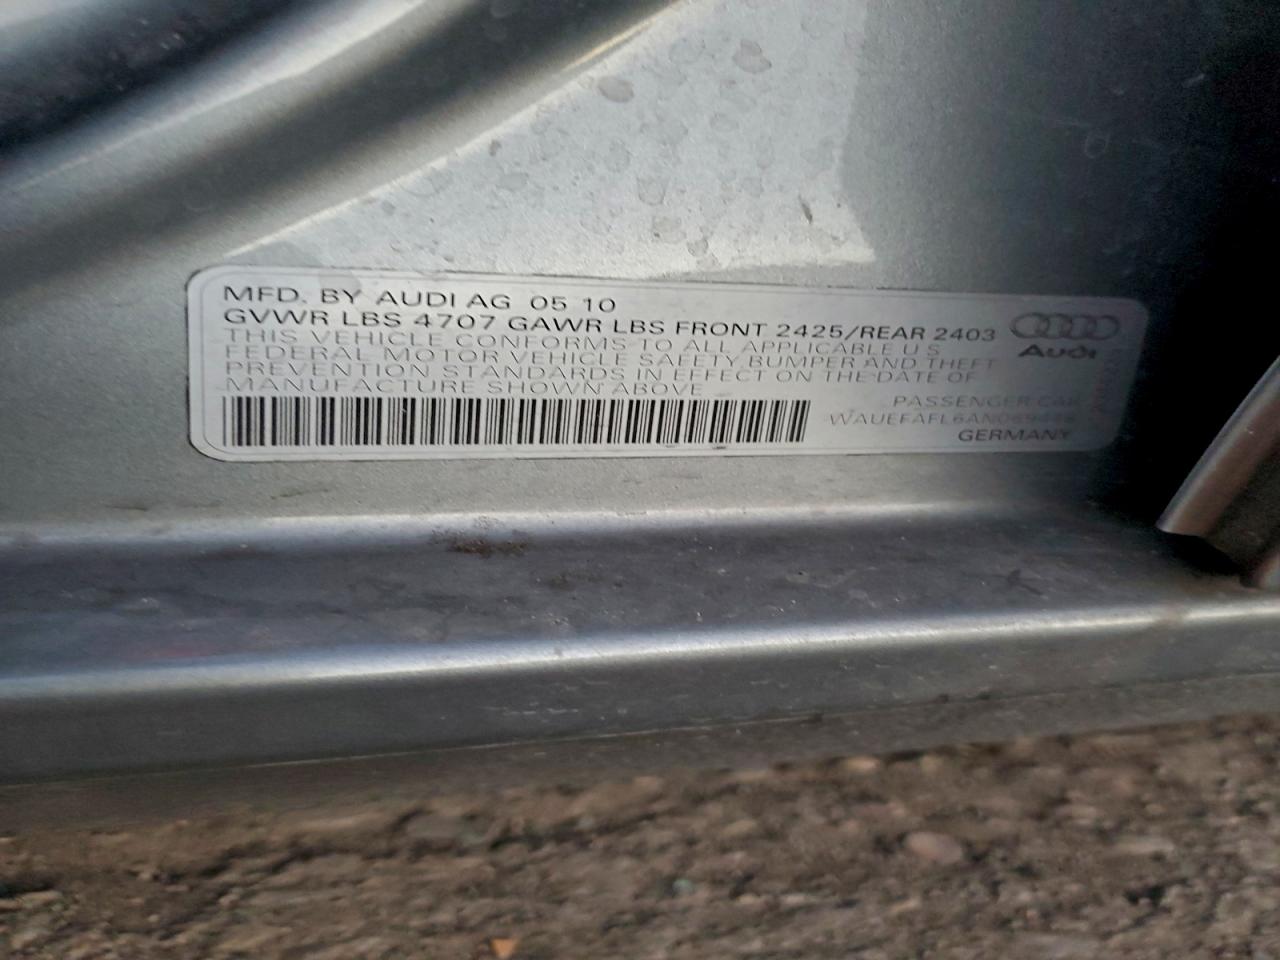 MFD. BY AUDI AG 05 10
GVWR LBS 4707 GAWR LBS FRONT 2425/REAR 2403
THIS VEHICLE CONFORMS TO ALL APPLICABLE U S
FEDERAL MOTOR VEHICLE SAFETY, BUMPER AND THEFT
PREVENTION STANDARDS IN EFFECT ON THE DATE OF
MANUFACTURE SHOWN ABOVE
Audi
PASSENGER CAR
GERMANY